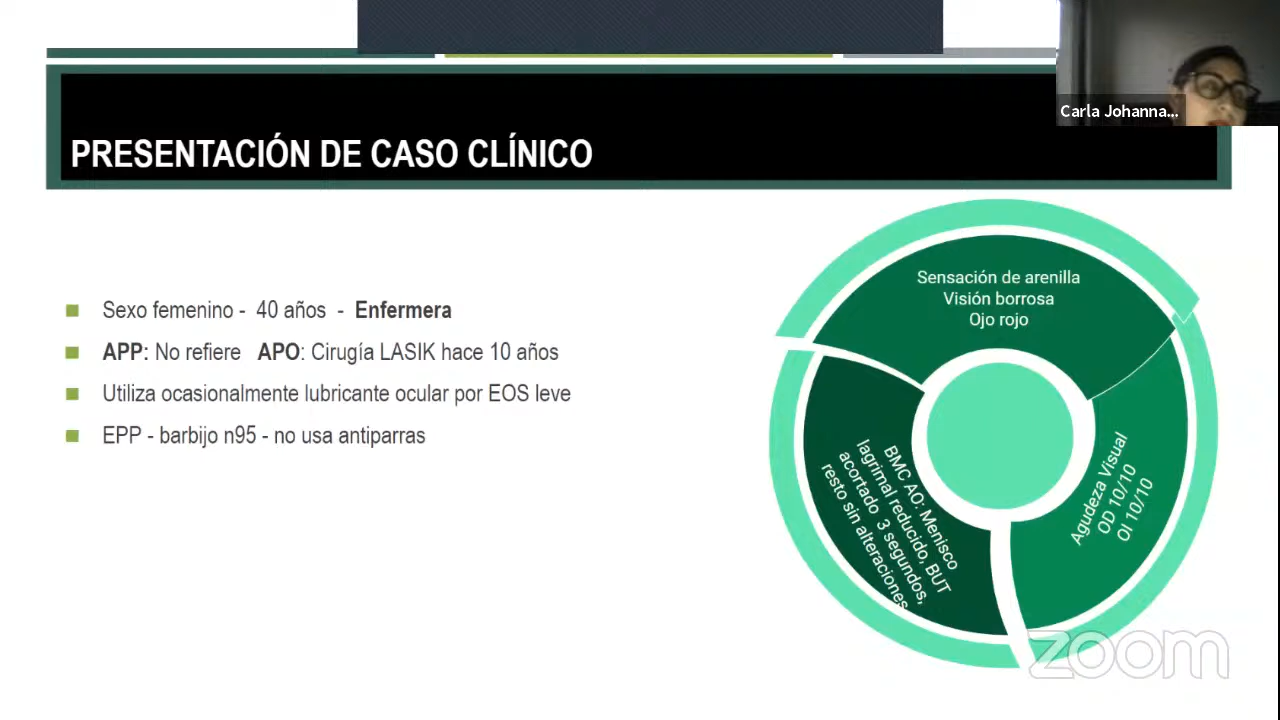 Carla Johanna...
PRESENTACIÓN DE CASO CLÍNICO
Sexo femenino - 40 años - Enfermera
APP: No refiere APO: Cirugía LASIK hace 10 años
Utiliza ocasionalmente lubricante ocular por EOS leve
EPP - barbijo n95 - no usa antiparras
Sensación de arenilla
Visión borrosa
Ojo rojo
Agudeza Visual
OD 10/10
OI 10/10
BMC AO: Menisco
lagrimal reducido, BUT
acortado 3 segundos,
resto sin alteraciones
zoom